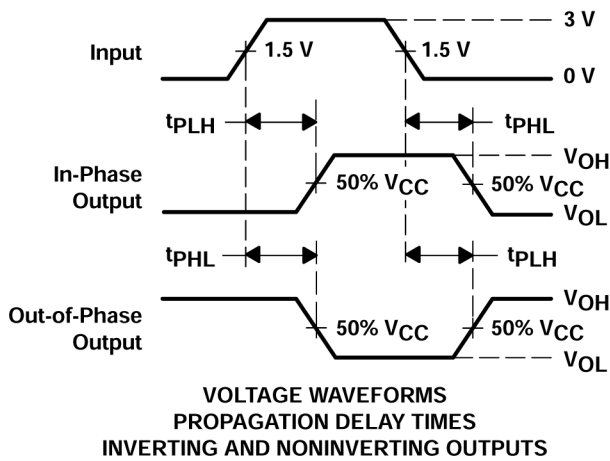 3 V
Input
1.5 V
1.5 V
0 V
tPLH
tPHL
In-Phase
Output
VOH
50% VCC
50% VCC
VOL
tPHL
tPLH
Out-of-Phase
Output
VOH
50% VCC
50% VCC
VOL
VOLTAGE WAVEFORMS
PROPAGATION DELAY TIMES
INVERTING AND NONINVERTING OUTPUTS